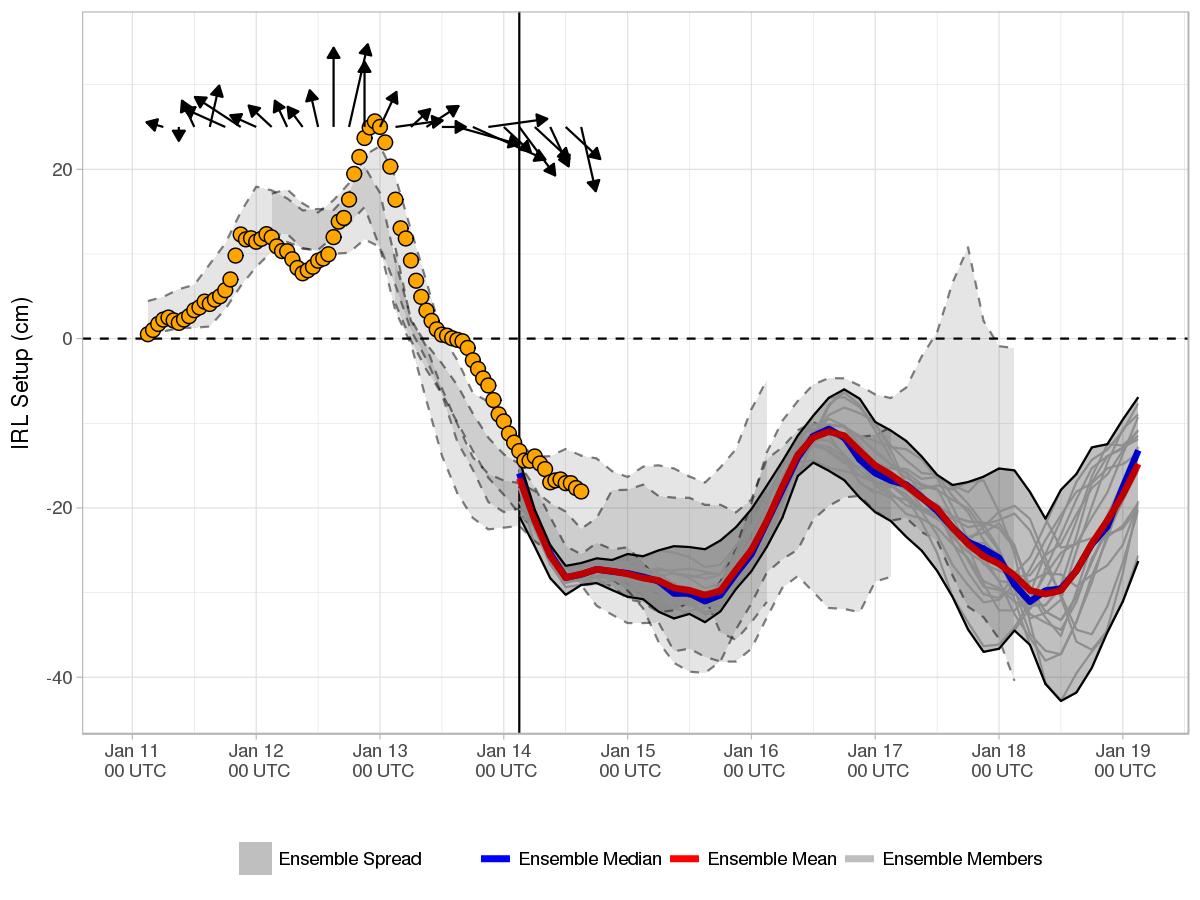 IRL Setup (cm)
20
0
-20
-40
Jan 11 Jan 12 Jan 13 Jan 14 Jan 15 Jan 16 Jan 17 Jan 18 Jan 19
00 UTC 00 UTC 00 UTC 00 UTC 00 UTC 00 UTC 00 UTC 00 UTC 00 UTC
Ensemble Spread Ensemble Median Ensemble Mean Ensemble Members